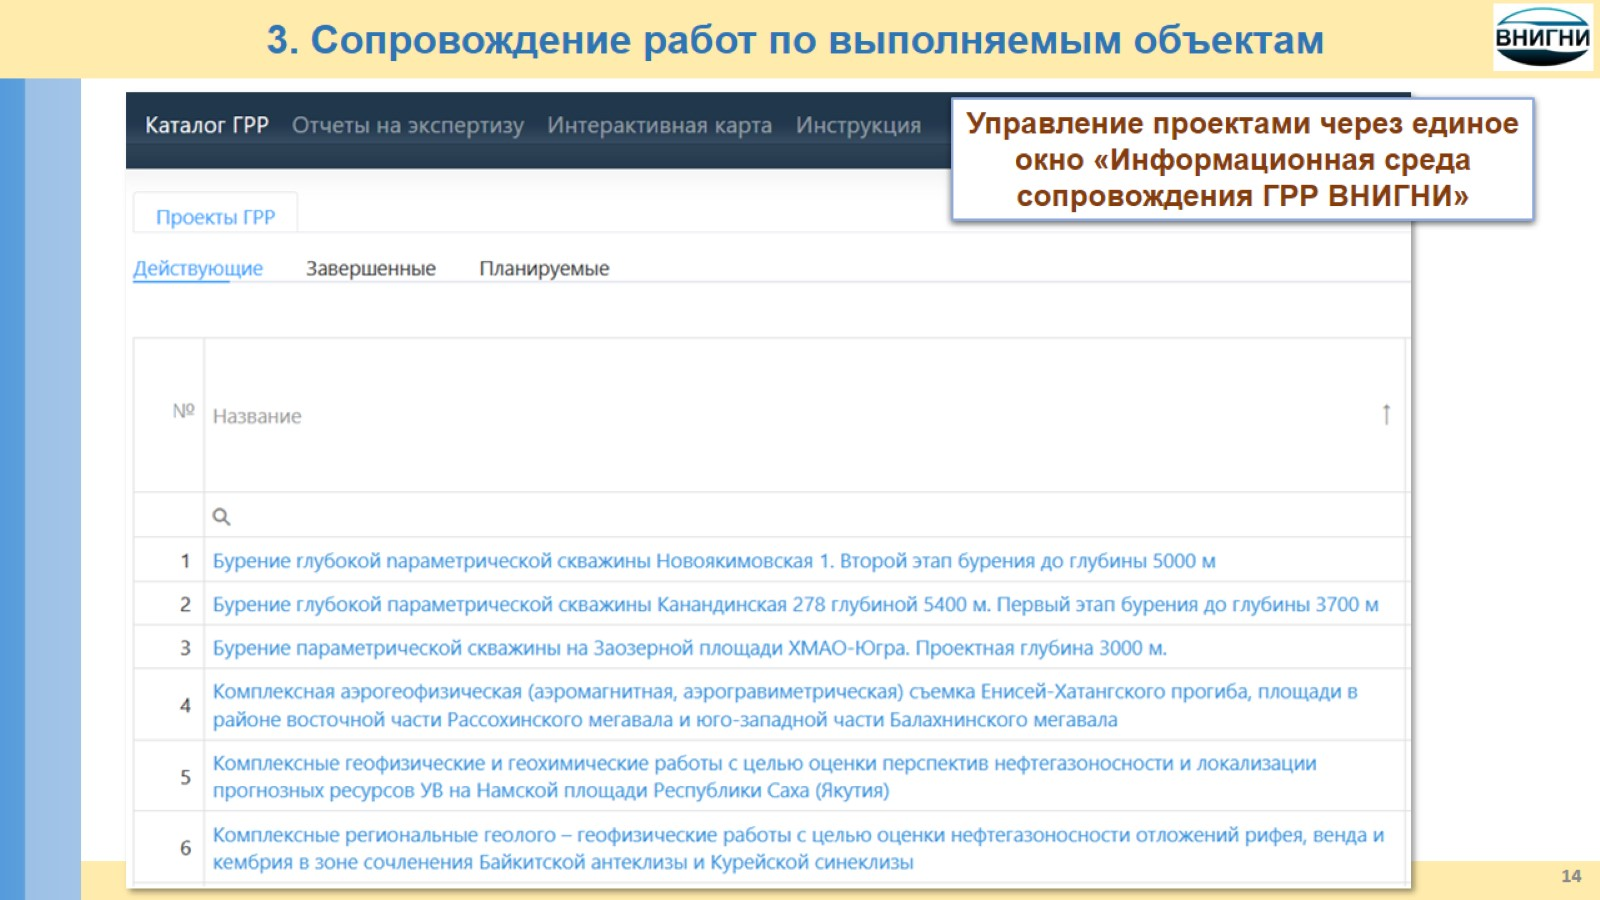 3. Сопровождение работ по выполняемым объектам
ВНИГНИ
Каталог ГРР Отчеты на экспертизу Интерактивная карта Инструкция
Управление проектами через единое
окно «Информационная среда
сопровождения ГРР ВНИГНИ»
Проекты ГРР
Действующие Завершенные Планируемые
№ Название ↑
1 Бурение глубокой параметрической скважины Новоякимовская 1. Второй этап бурения до глубины 5000 м
2 Бурение глубокой параметрической скважины Канандинская 278 глубиной 5400 м. Первый этап бурения до глубины 3700 м
3 Бурение параметрической скважины на Заозерной площади ХМАО-Югра. Проектная глубина 3000 м.
4 Комплексная аэрогеофизическая (аэромагнитная, аэрогравиметрическая) съемка Енисей-Хатангского прогиба, площади в
районе восточной части Рассохинского мегавала и юго-западной части Балахнинского мегавала
5 Комплексные геофизические и геохимические работы с целью оценки перспектив нефтегазоносности и локализации
прогнозных ресурсов УВ на Намской площади Республики Саха (Якутия)
6 Комплексные региональные геолого – геофизические работы с целью оценки нефтегазоносности отложений рифея, венда и
кембрия в зоне сочленения Байкитской антеклизы и Курейской синеклизы
14